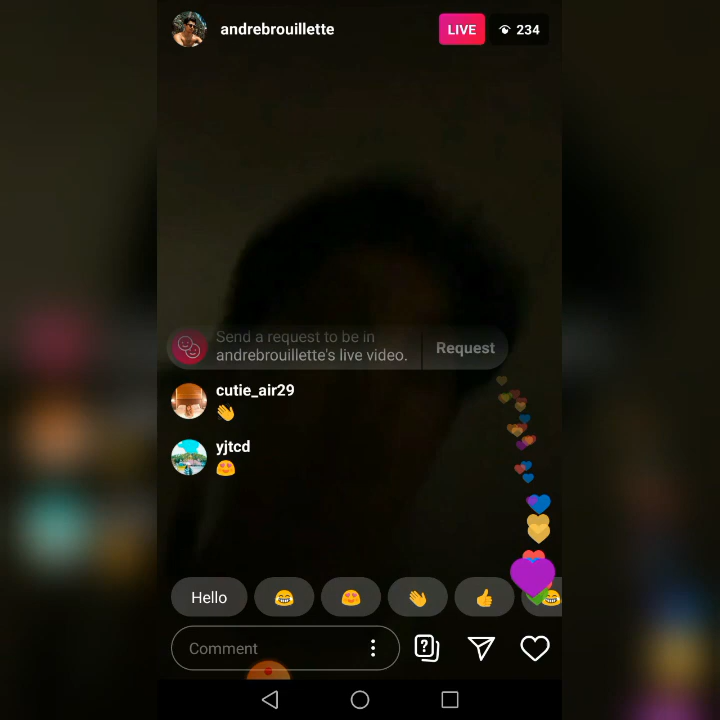 andrebrouillette
LIVE
234
Send a request to be in
andrebrouillette's live video.
Request
cutie_air29
👋
yjtcd
😍
Hello
😂
😍
👋
👍
😂
Comment